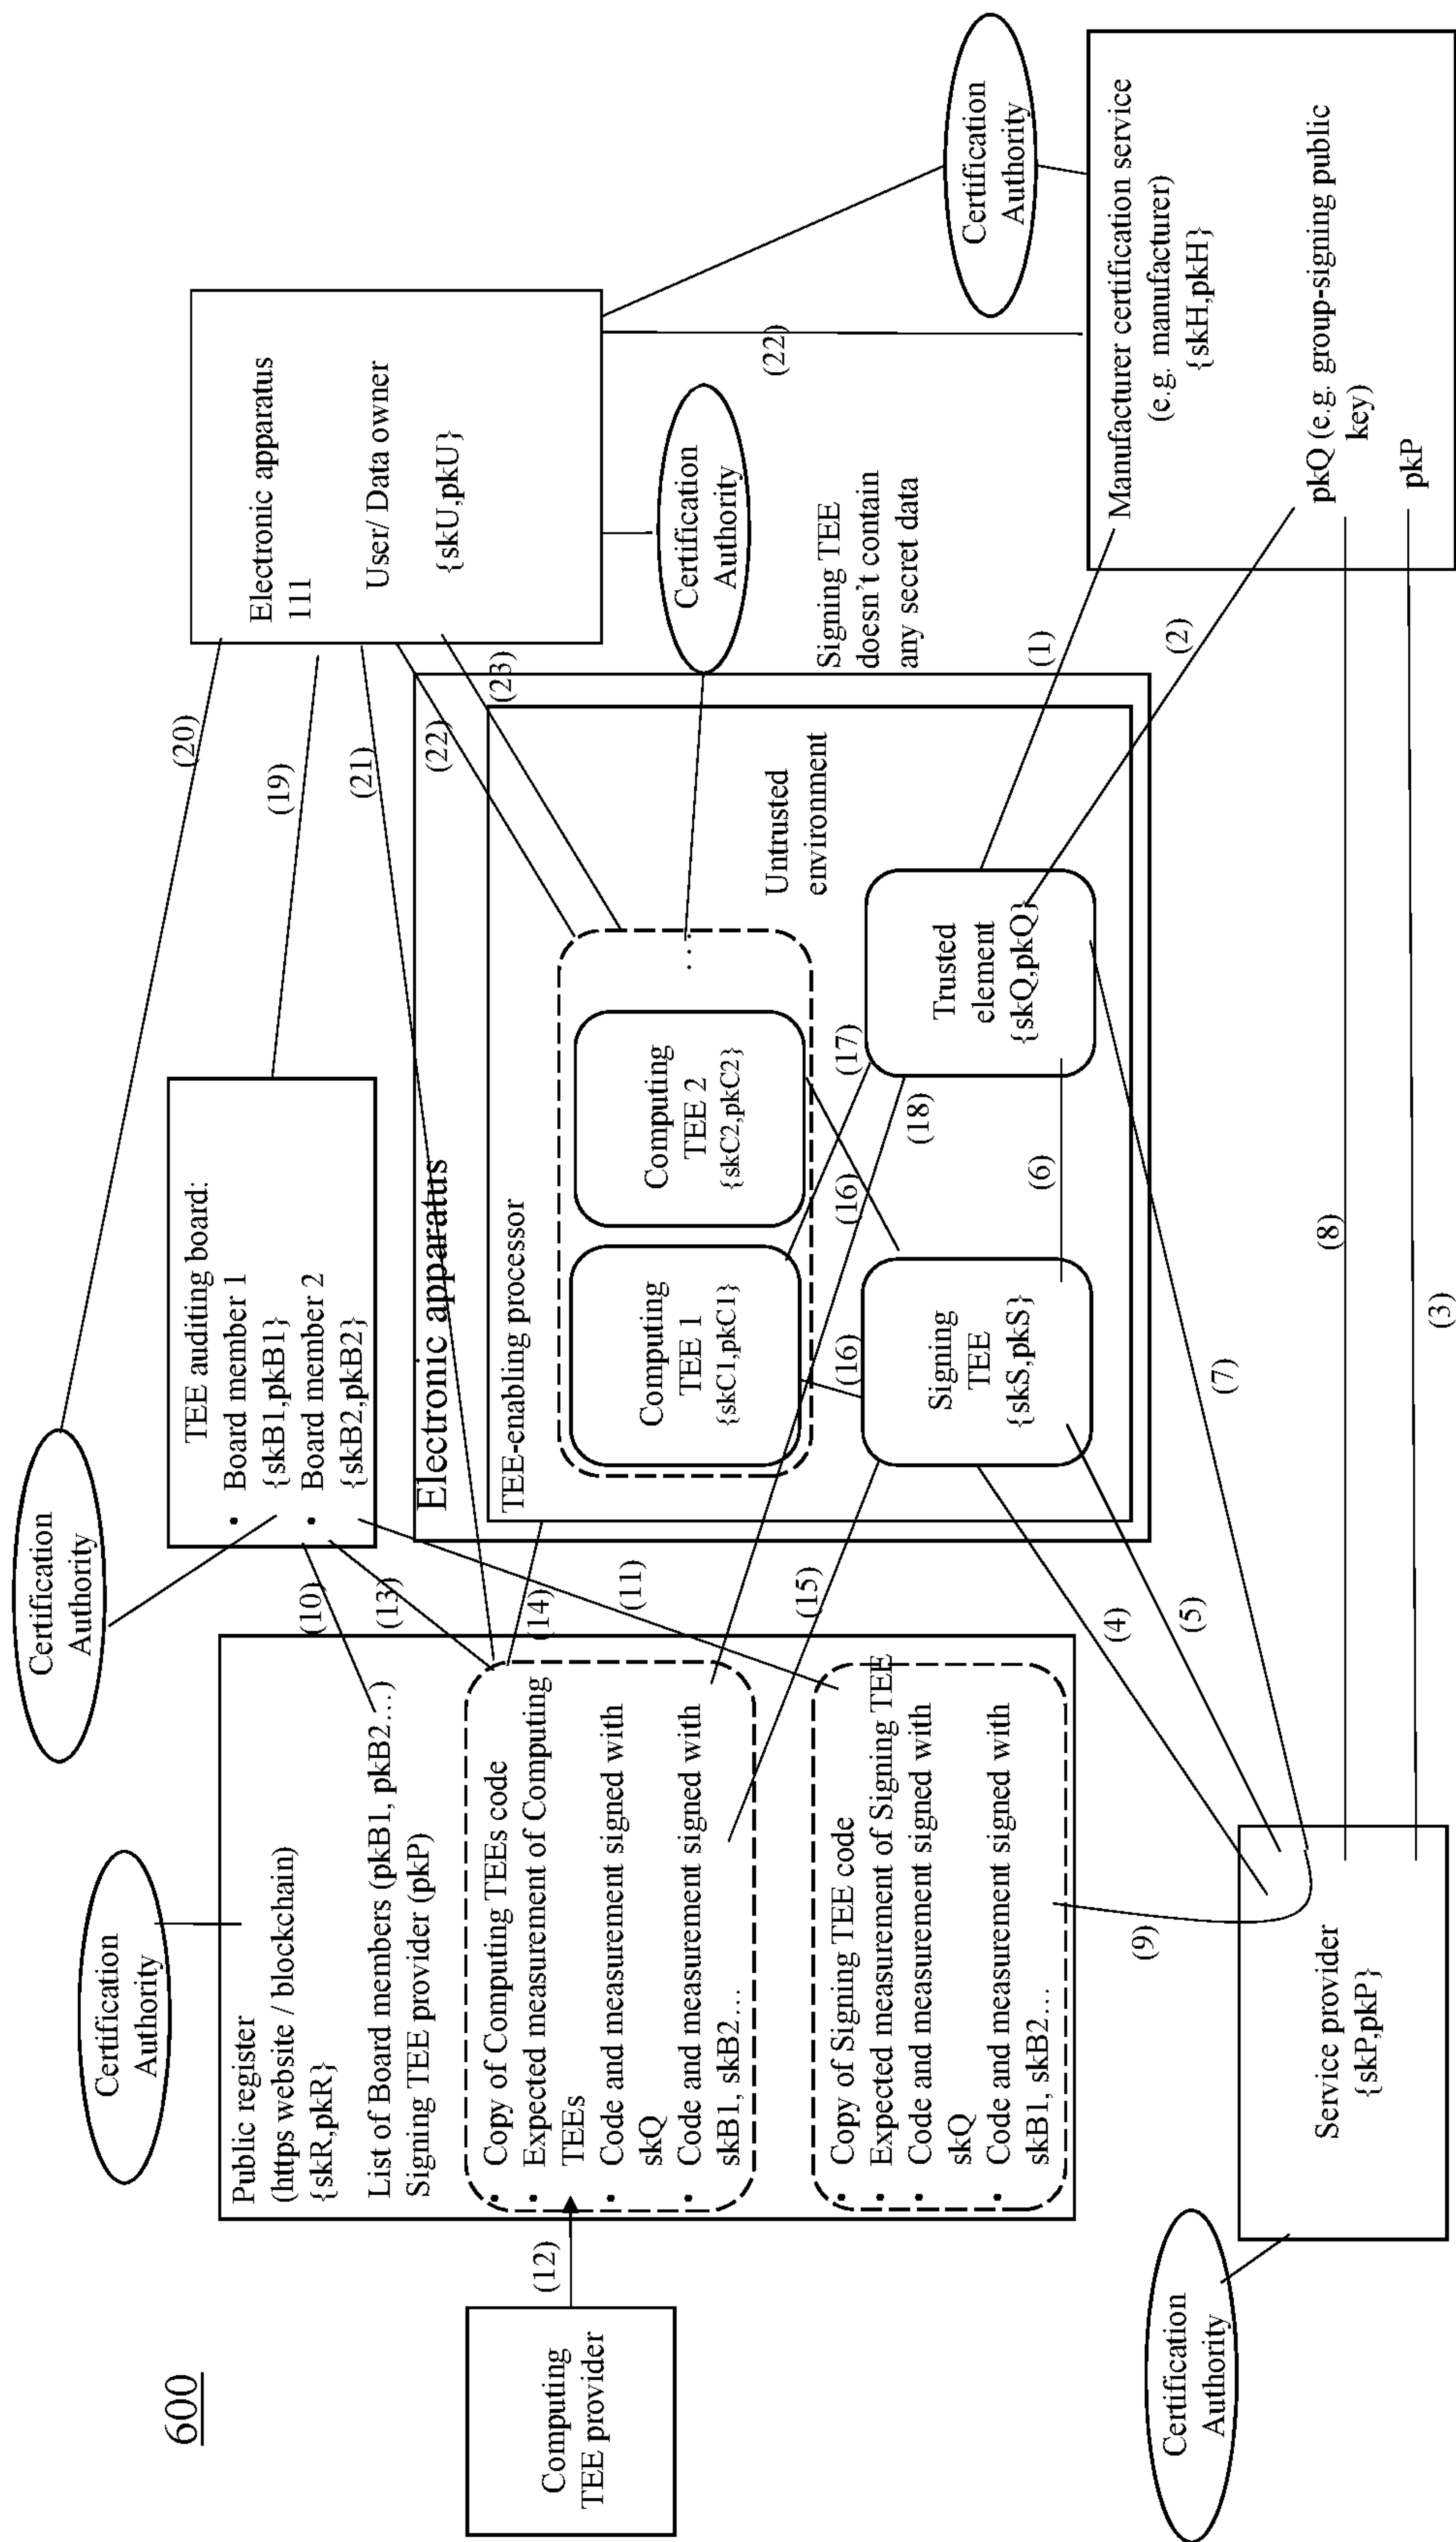 600
Computing
TEE provider
(12)
Certification
Authority
Public register
(https website / blockchain)
{skR,pkR}
List of Board members (pkB1, pkB2…)
Signing TEE provider (pkP)
• Copy of Computing TEEs code
• Expected measurement of Computing
TEEs
• Code and measurement signed with
skQ
• Code and measurement signed with
skB1, skB2…
• Copy of Signing TEE code
• Expected measurement of Signing TEE
• Code and measurement signed with
skQ
• Code and measurement signed with
skB1, skB2…
Certification
Authority
Service provider
{skP,pkP}
(9)
Certification
Authority
(10)
(13)
(14)
(11)
(15)
(4)
(5)
TEE auditing board:
• Board member 1
{skB1,pkB1}
• Board member 2
{skB2,pkB2}
Electronic apparatus
TEE-enabling processor
Computing
TEE 1
{skC1,pkC1}
Computing
TEE 2
{skC2,pkC2}
...
(16)
(16)
(17)
(18)
Signing
TEE
{skS,pkS}
(6)
Trusted
element
{skQ,pkQ}
Untrusted
environment
(7)
(8)
(3)
(20)
(19)
(21)
(22)
(23)
Electronic apparatus
111
User/ Data owner
{skU,pkU}
Certification
Authority
Signing TEE
doesn't contain
any secret data
(1)
(2)
(22)
Certification
Authority
Manufacturer certification service
(e.g. manufacturer)
{skH,pkH}
pkQ (e.g. group-signing public
key)
pkP